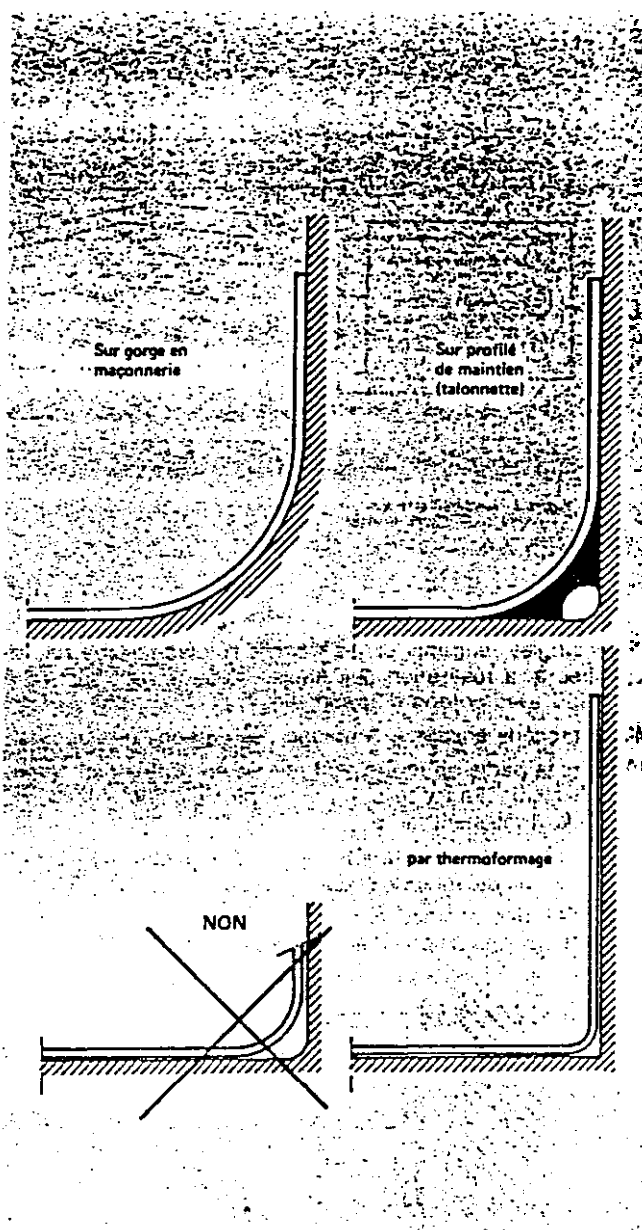 Sur gorge en
maçonnerie
Sur profilé
de maintien
(talonnette)
par thermoformage
NON